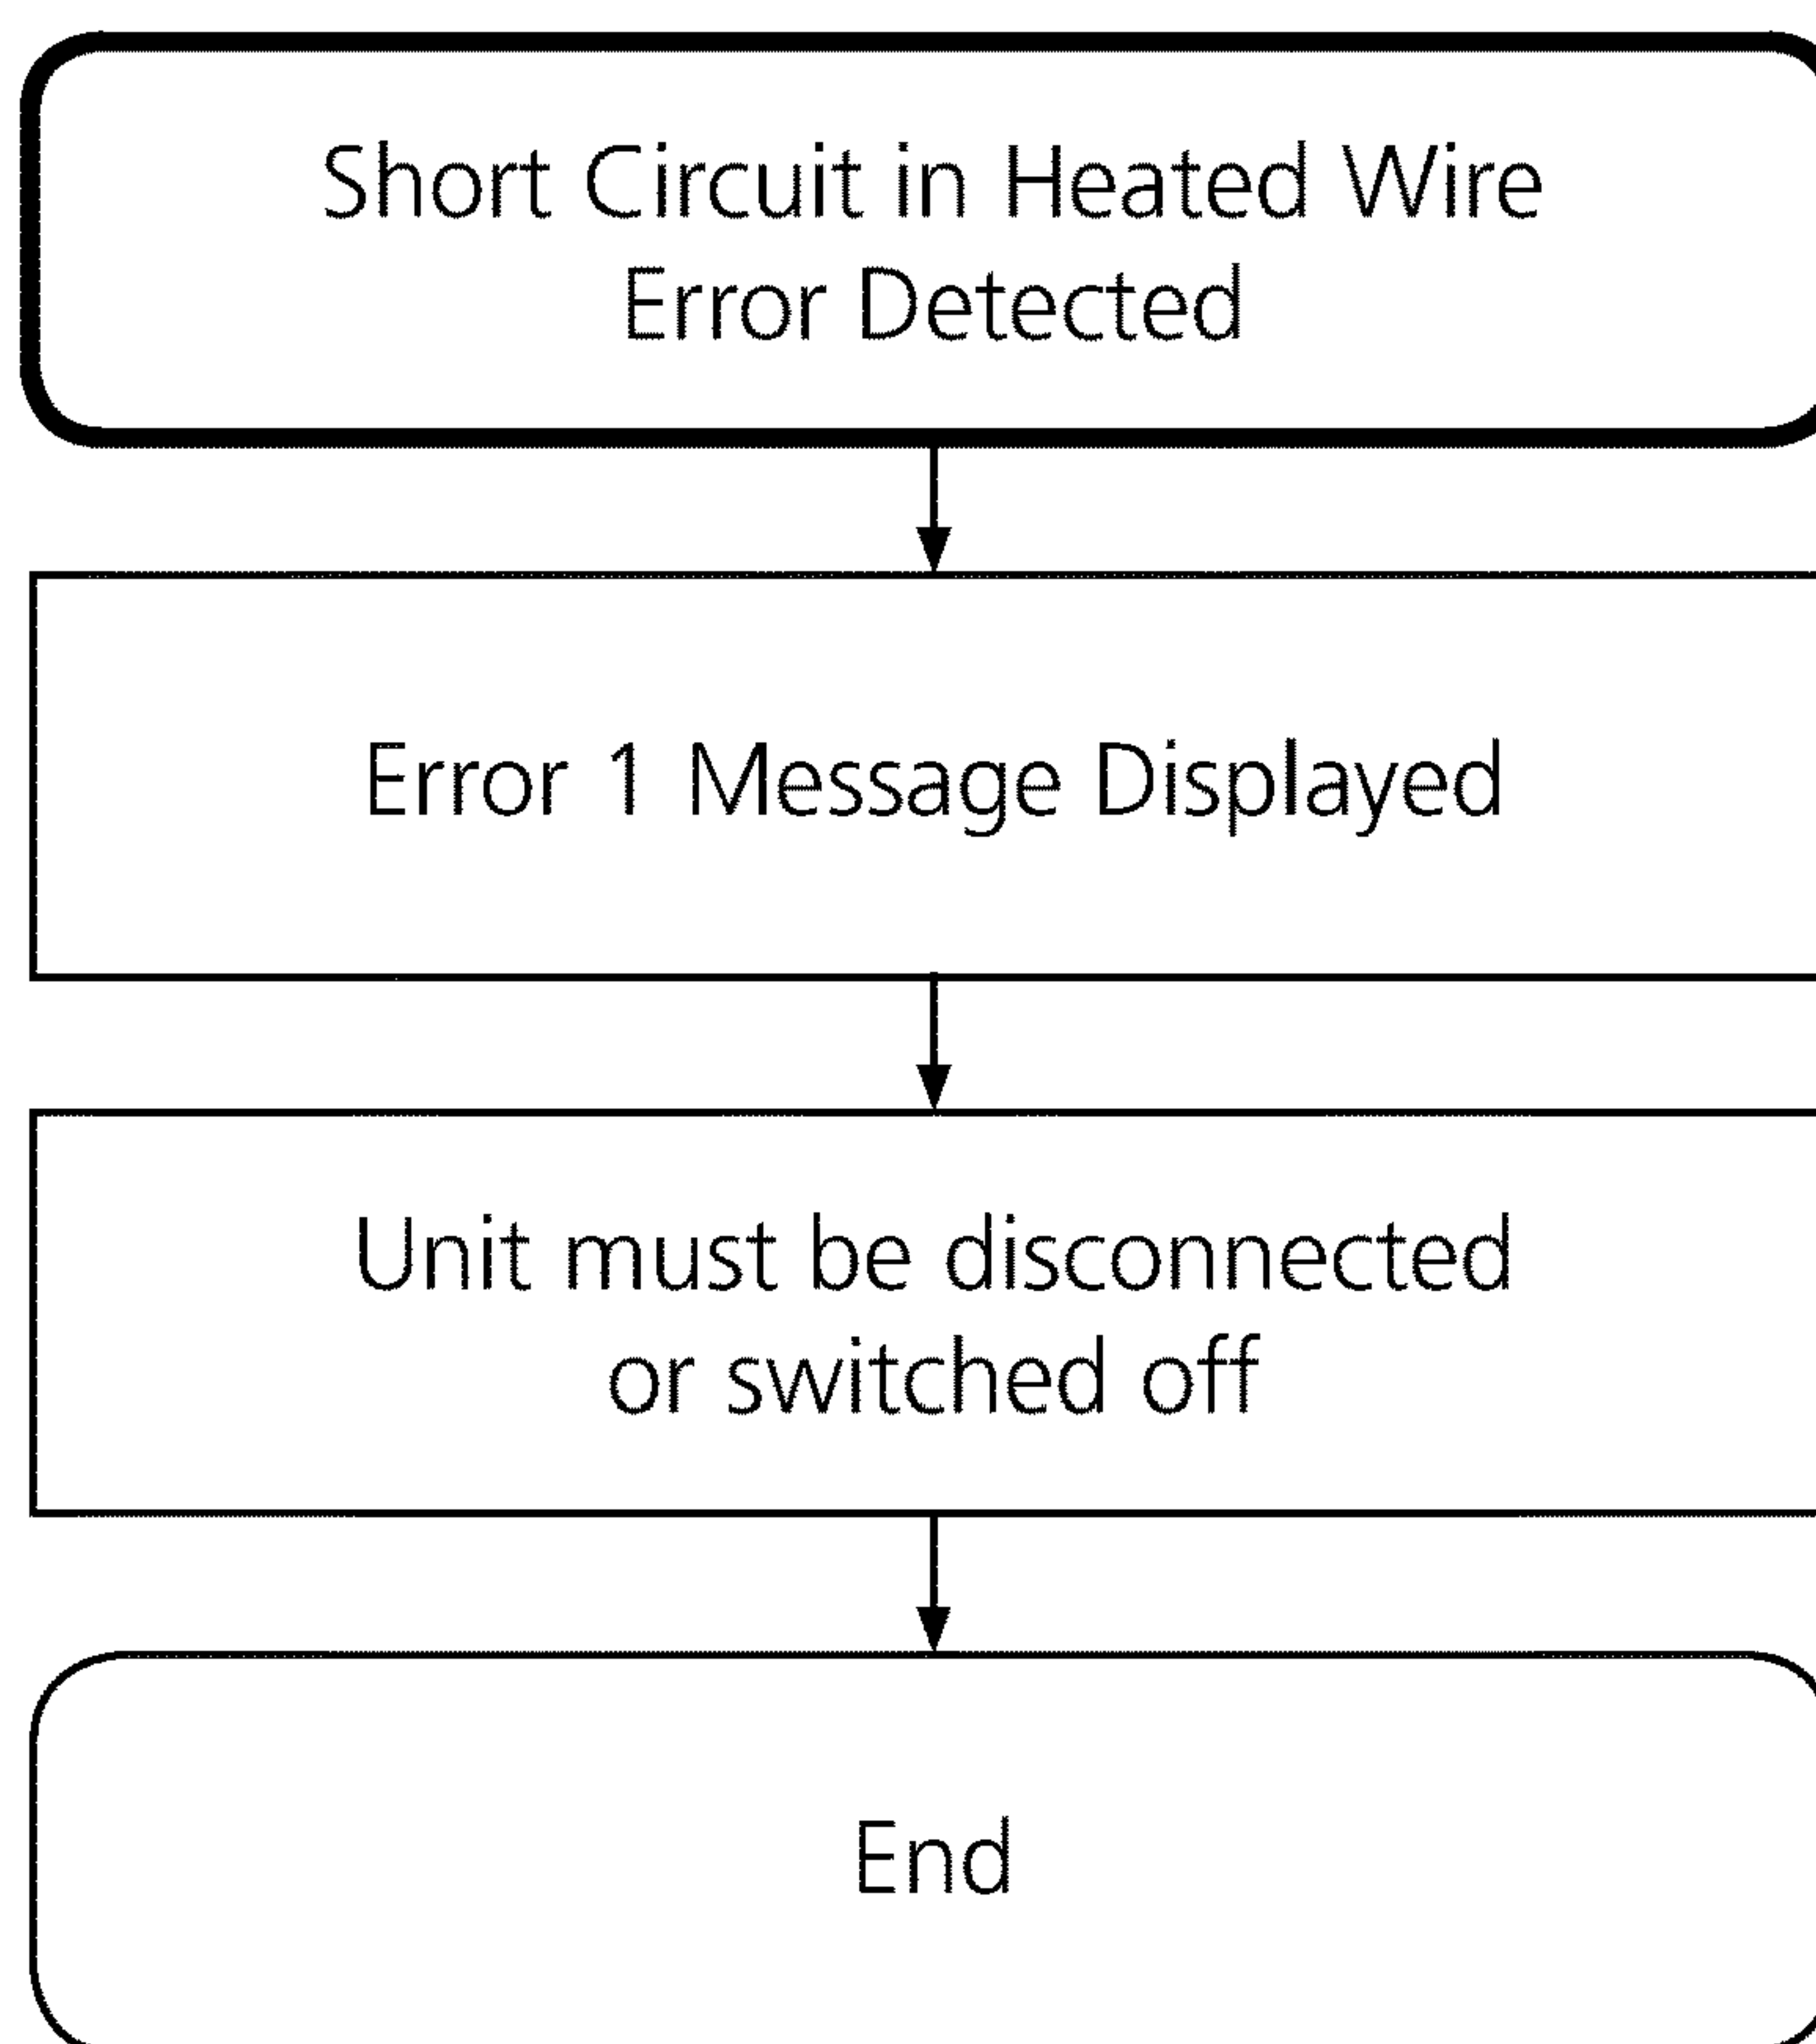 Short Circuit in Heated Wire
Error Detected
Error 1 Message Displayed
Unit must be disconnected
or switched off
End